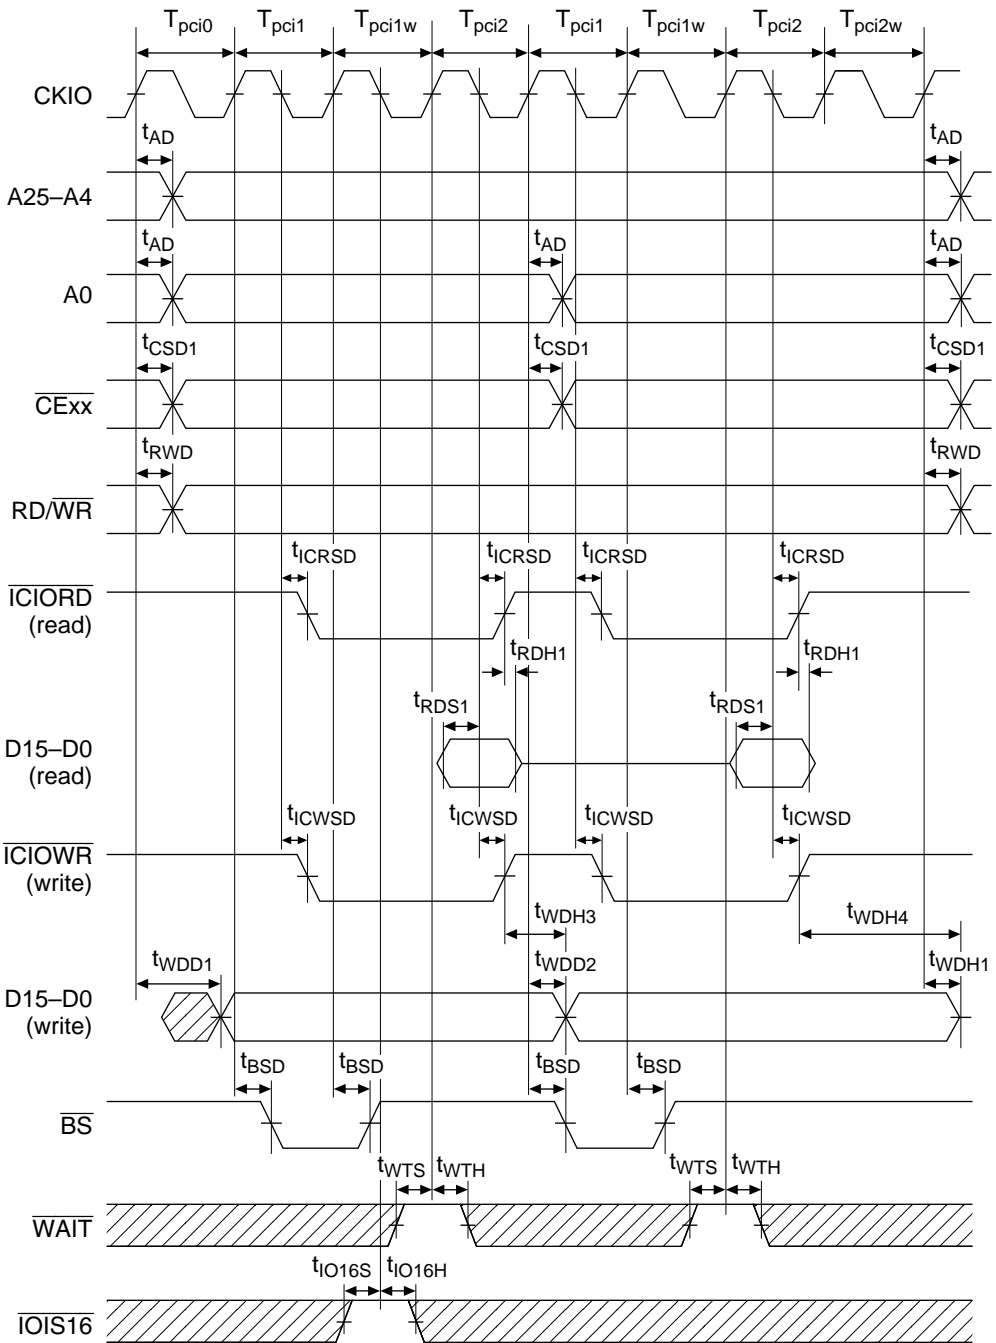 Tpci0 Tpci1 Tpci1w Tpci2 Tpci1 Tpci1w Tpci2 Tpci2w
CKIO
tAD tAD
A25–A4
tAD tAD tAD
A0
tCSD1 tCSD1 tCSD1
CExx
tRWD tRWD
RD/WR
tICRSD tICRSD tICRSD tICRSD
ICIORD
(read)
tRDH1 tRDH1
tRDS1 tRDS1
D15–D0
(read)
tICWSD tICWSD tICWSD tICWSD
ICIOWR
(write)
tWDH3 tWDH4
tWDD1 tWDD2 tWDH1
D15–D0
(write)
tBSD tBSD tBSD tBSD
BS
tWTS tWTH tWTS tWTH
WAIT
tIO16S tIO16H
IOIS16